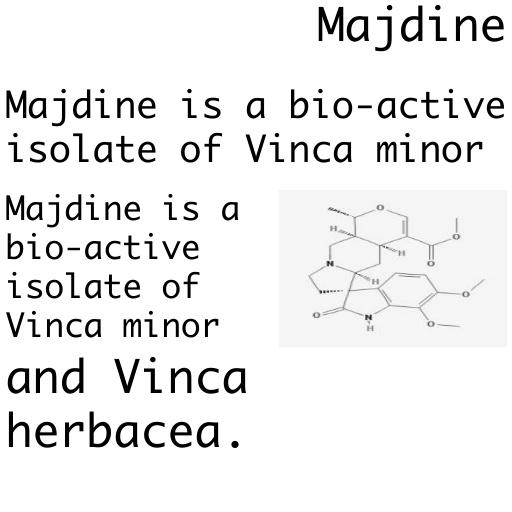 Majdine
Majdine is a bio-active
isolate of Vinca minor
Majdine is a
bio-active
isolate of
Vinca minor
and Vinca
herbacea.
O
H
H
O
O
N
H
O
O
N
H
O